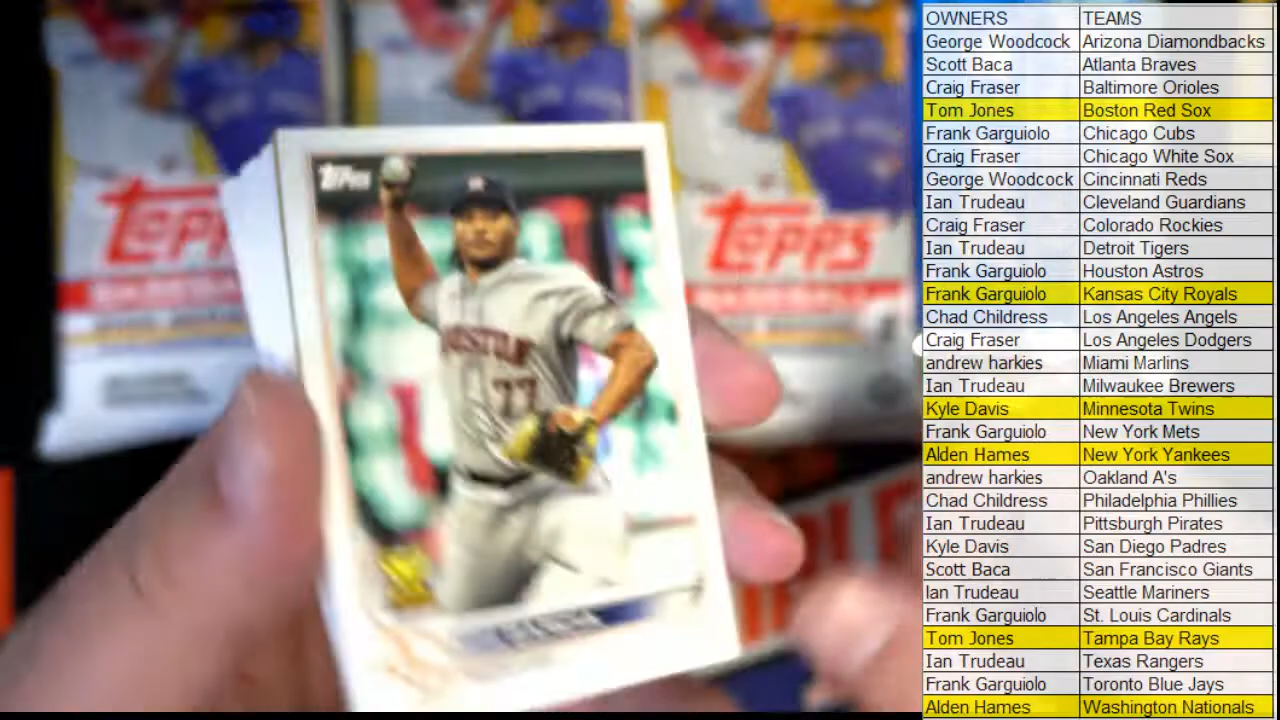 TOPPS
TOPPS
TOPPS
HOUSTON
77
OWNERS TEAMS
George Woodcock Arizona Diamondbacks
Scott Baca Atlanta Braves
Craig Fraser Baltimore Orioles
Tom Jones Boston Red Sox
Frank Garguiolo Chicago Cubs
Craig Fraser Chicago White Sox
George Woodcock Cincinnati Reds
Ian Trudeau Cleveland Guardians
Craig Fraser Colorado Rockies
Ian Trudeau Detroit Tigers
Frank Garguiolo Houston Astros
Frank Garguiolo Kansas City Royals
Chad Childress Los Angeles Angels
Craig Fraser Los Angeles Dodgers
andrew harkies Miami Marlins
Ian Trudeau Milwaukee Brewers
Kyle Davis Minnesota Twins
Frank Garguiolo New York Mets
Alden Hames New York Yankees
andrew harkies Oakland A's
Chad Childress Philadelphia Phillies
Ian Trudeau Pittsburgh Pirates
Kyle Davis San Diego Padres
Scott Baca San Francisco Giants
Ian Trudeau Seattle Mariners
Frank Garguiolo St. Louis Cardinals
Tom Jones Tampa Bay Rays
Ian Trudeau Texas Rangers
Frank Garguiolo Toronto Blue Jays
Alden Hames Washington Nationals